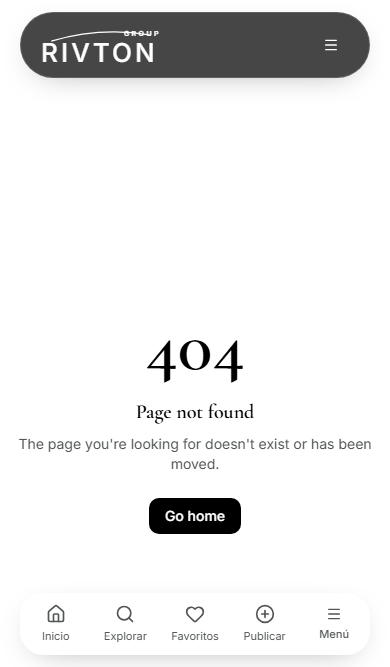 GROUP
RIVTON
404
Page not found
The page you're looking for doesn't exist or has been
moved.
Go home
Inicio Explorar Favoritos Publicar Menú